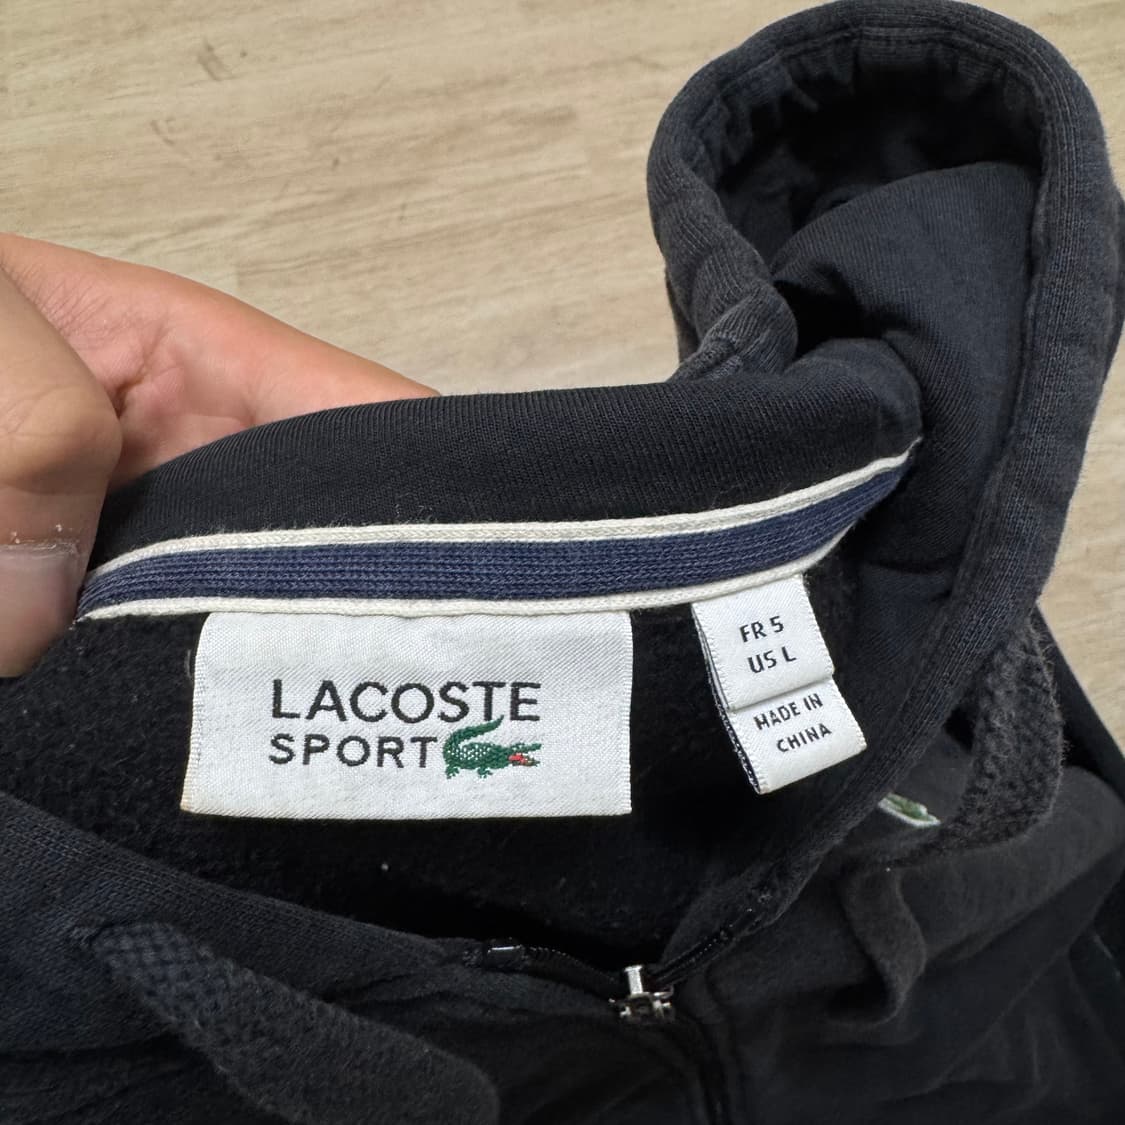 LACOSTE
SPORT
FR 5
US L
MADE IN
CHINA